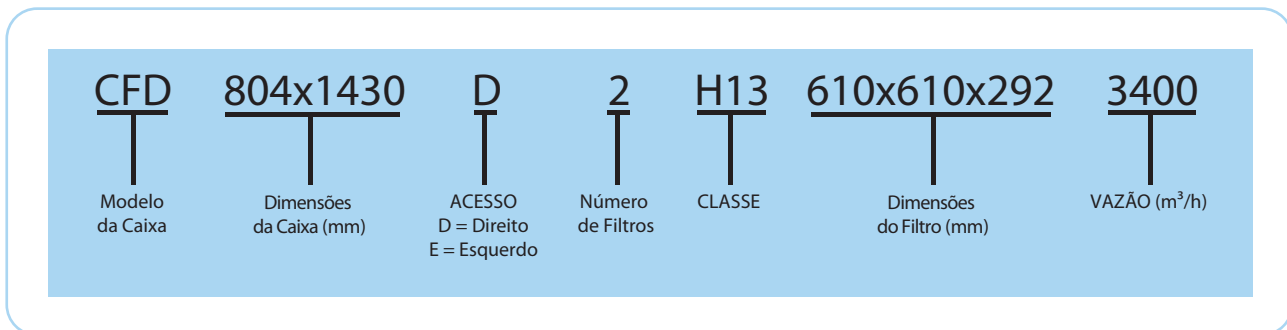 CFD 804x1430 D 2 H13 610x610x292 3400
Modelo
da Caixa
Dimensões
da Caixa (mm)
ACESSO
D = Direito
E = Esquerdo
Número
de Filtros
CLASSE
Dimensões
do Filtro (mm)
VAZÃO (m³/h)